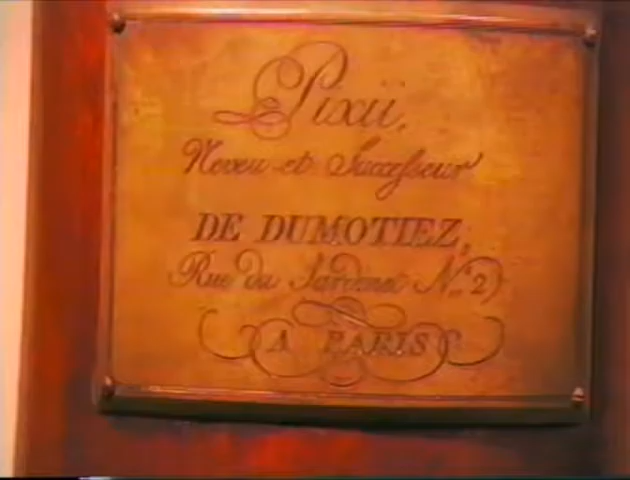 Pixii,
Neveu et Successeur
DE DUMOTIEZ,
Rue du Jardinet N.º 2
A PARIS